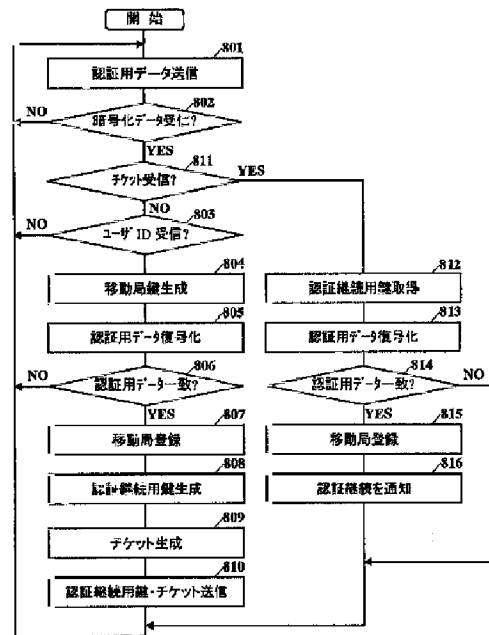 開 始
801
認証用データ送信
802
NO
暗号化データ受信?
YES
811
チケット受信?
YES
NO
803
NO
ユーザID 受信?
804
移動局鍵生成
805
認証用データ復号化
806
NO
認証用データ一致?
YES
807
移動局登録
808
認証継続用鍵生成
809
チケット生成
810
認証継続用鍵・チケット送信
812
認証継続用鍵取得
813
認証用データ復号化
814
NO
認証用データ一致?
YES
815
移動局登録
816
認証継続を通知